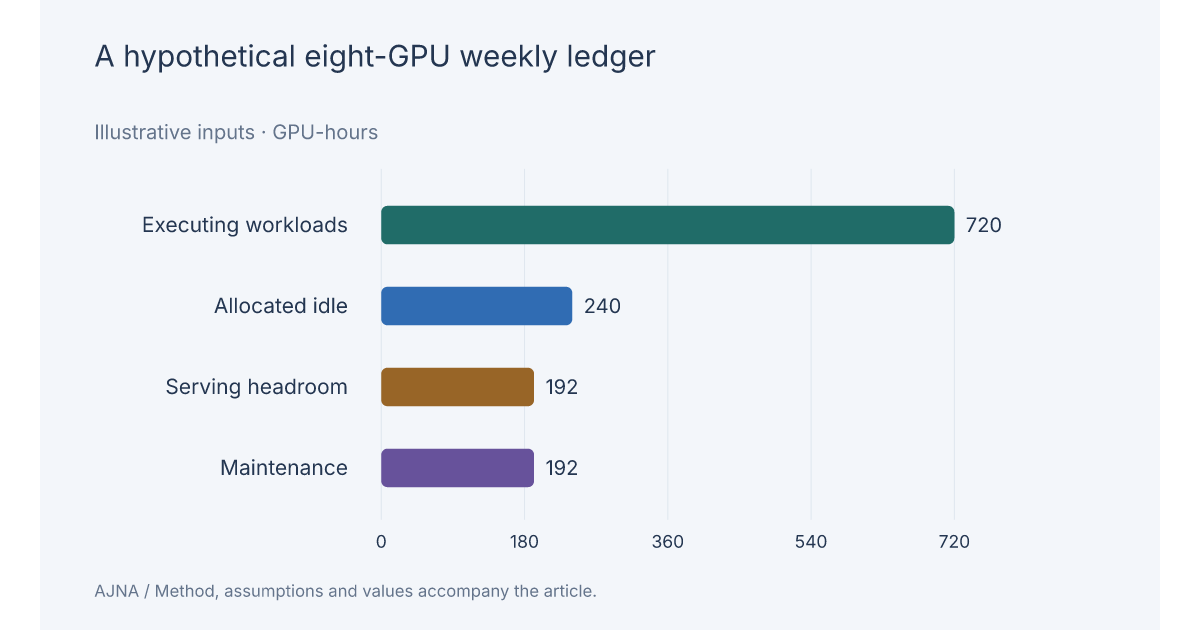 A hypothetical eight-GPU weekly ledger
Illustrative inputs · GPU-hours
Executing workloads 720
Allocated idle 240
Serving headroom 192
Maintenance 192
0 180 360 540 720
AJNA / Method, assumptions and values accompany the article.